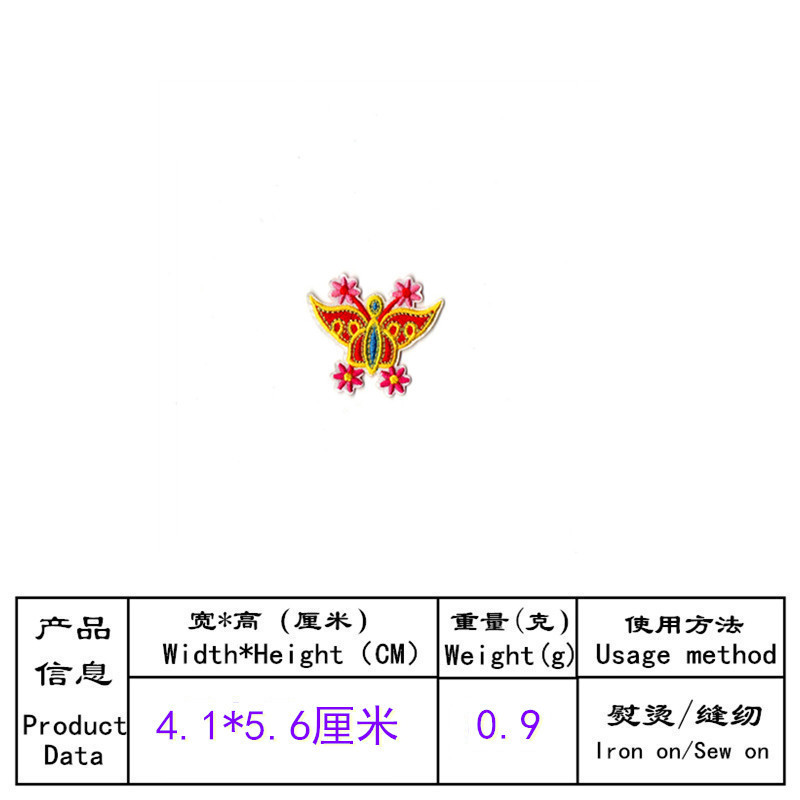 产品
信息
Product
Data
宽*高 (厘米)
Width*Height (CM)
重量(克)
Weight(g)
使用方法
Usage method
4.1*5.6厘米
0.9
熨烫/缝纫
Iron on/Sew on